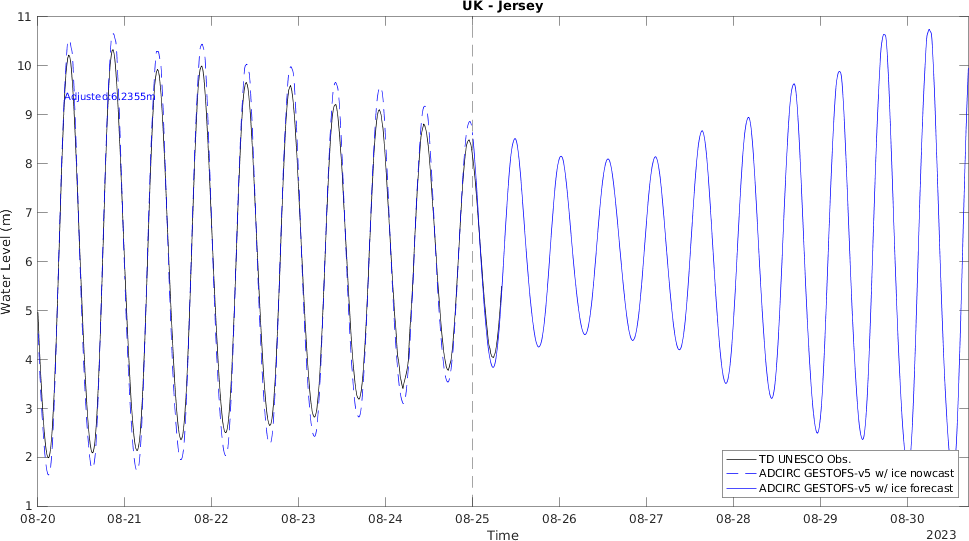 UK - Jersey
11
10
9
8
7
6
5
4
3
2
1
Water Level (m)
Adjusted:6.2355m
TD UNESCO Obs.
ADCIRC GESTOFS-v5 w/ ice nowcast
ADCIRC GESTOFS-v5 w/ ice forecast
08-20 08-21 08-22 08-23 08-24 08-25 08-26 08-27 08-28 08-29 08-30
Time
2023